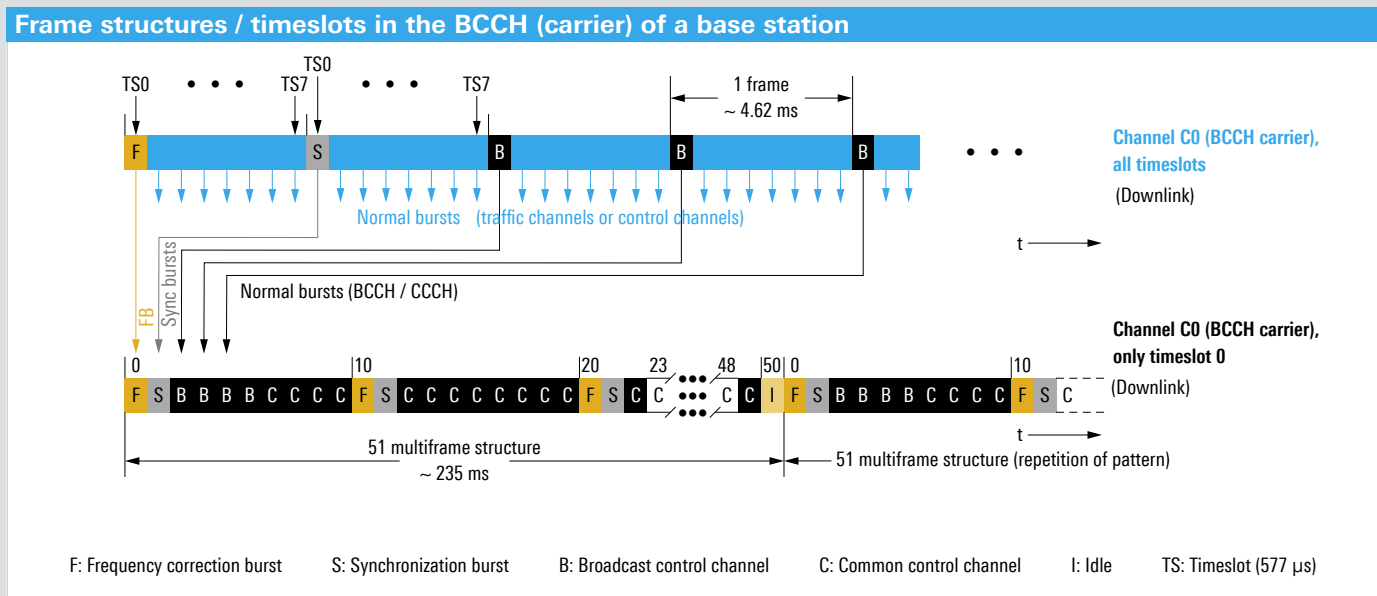 Frame structures / timeslots in the BCCH (carrier) of a base station
TS0 • • • TS7 TS0 • • • TS7
1 frame
~ 4.62 ms
F S B B B • • •
Channel C0 (BCCH carrier),
all timeslots
(Downlink)
Normal bursts (traffic channels or control channels)
t
FB
Sync bursts
Normal bursts (BCCH / CCCH)
Channel C0 (BCCH carrier),
only timeslot 0
(Downlink)
0 10 20 23 48 50 0 10
F S B B B B C C C C F S C C C C C C C C F S C C ••• C C I F S B B B B C C C C F S C
t
51 multiframe structure
~ 235 ms
51 multiframe structure (repetition of pattern)
F: Frequency correction burst S: Synchronization burst B: Broadcast control channel C: Common control channel I: Idle TS: Timeslot (577 µs)